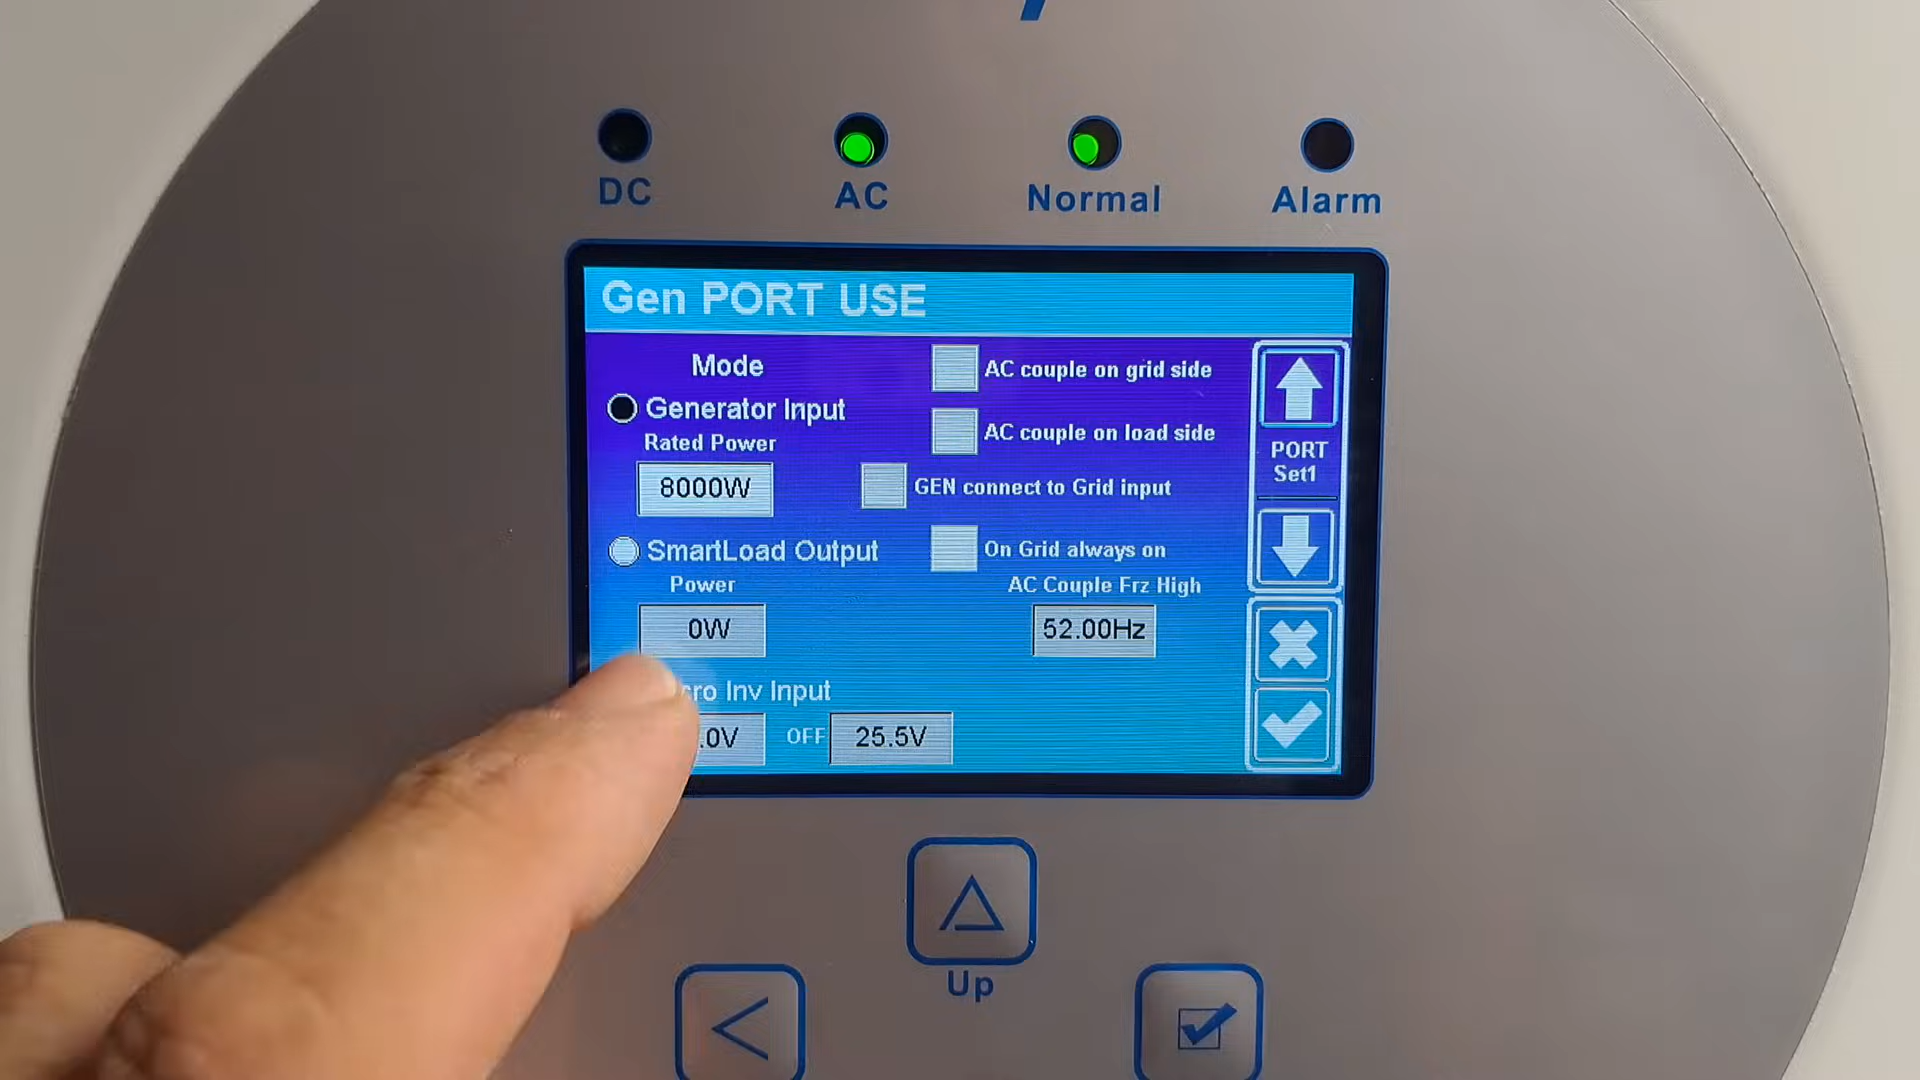 DC
AC
Normal
Alarm
Gen PORT USE
Mode
Generator Input
Rated Power
8000W
SmartLoad Output
Power
0W
cro Inv Input
.0V
OFF
25.5V
AC couple on grid side
AC couple on load side
GEN connect to Grid input
On Grid always on
AC Couple Frz High
52.00Hz
PORT
Set1
Up